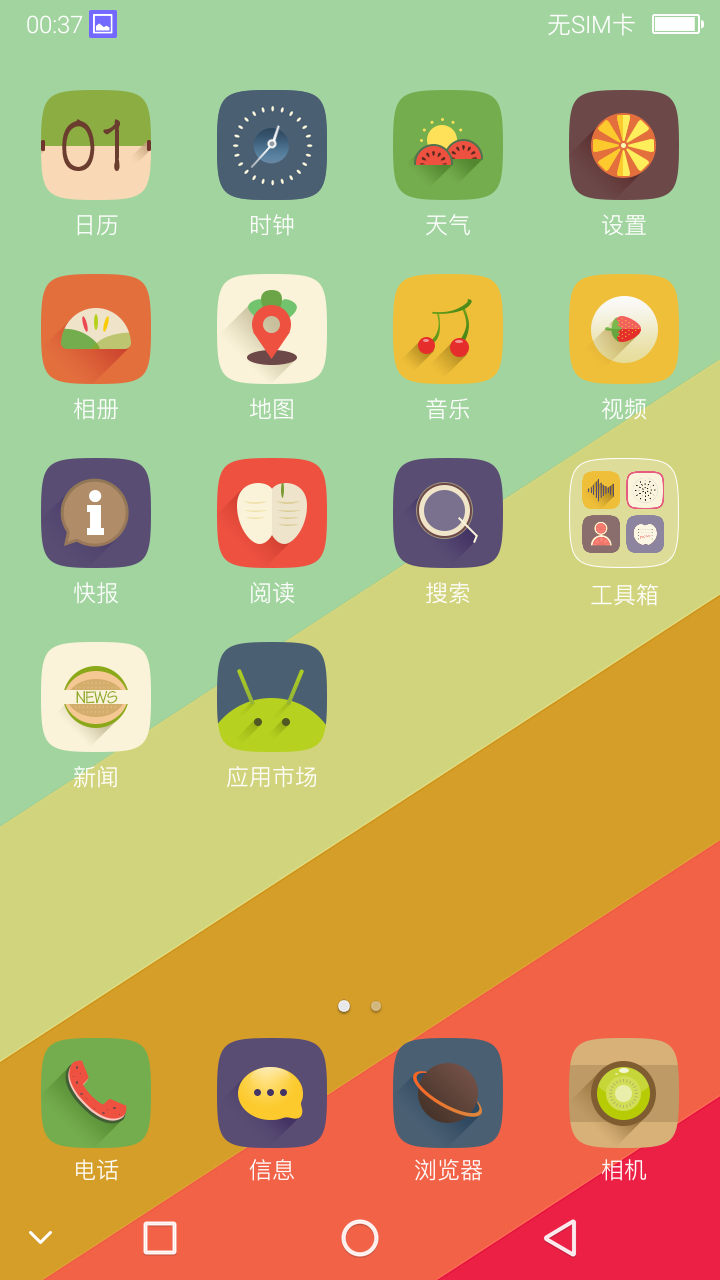 00:37 无SIM卡
01
日历 时钟 天气 设置
相册 地图 音乐 视频
快报 阅读 搜索 工具箱
NEWS
新闻 应用市场
电话 信息 浏览器 相机